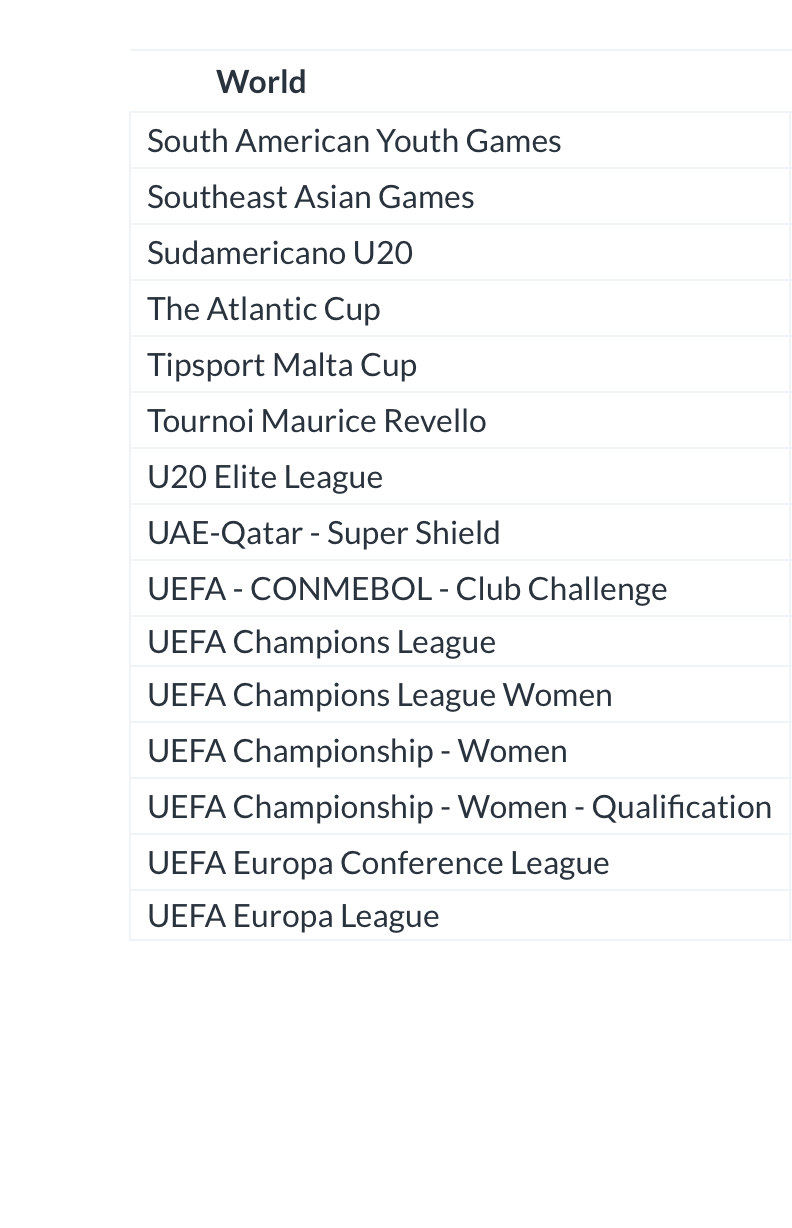 World
South American Youth Games
Southeast Asian Games
Sudamericano U20
The Atlantic Cup
Tipsport Malta Cup
Tournoi Maurice Revello
U20 Elite League
UAE-Qatar - Super Shield
UEFA - CONMEBOL - Club Challenge
UEFA Champions League
UEFA Champions League Women
UEFA Championship - Women
UEFA Championship - Women - Qualification
UEFA Europa Conference League
UEFA Europa League